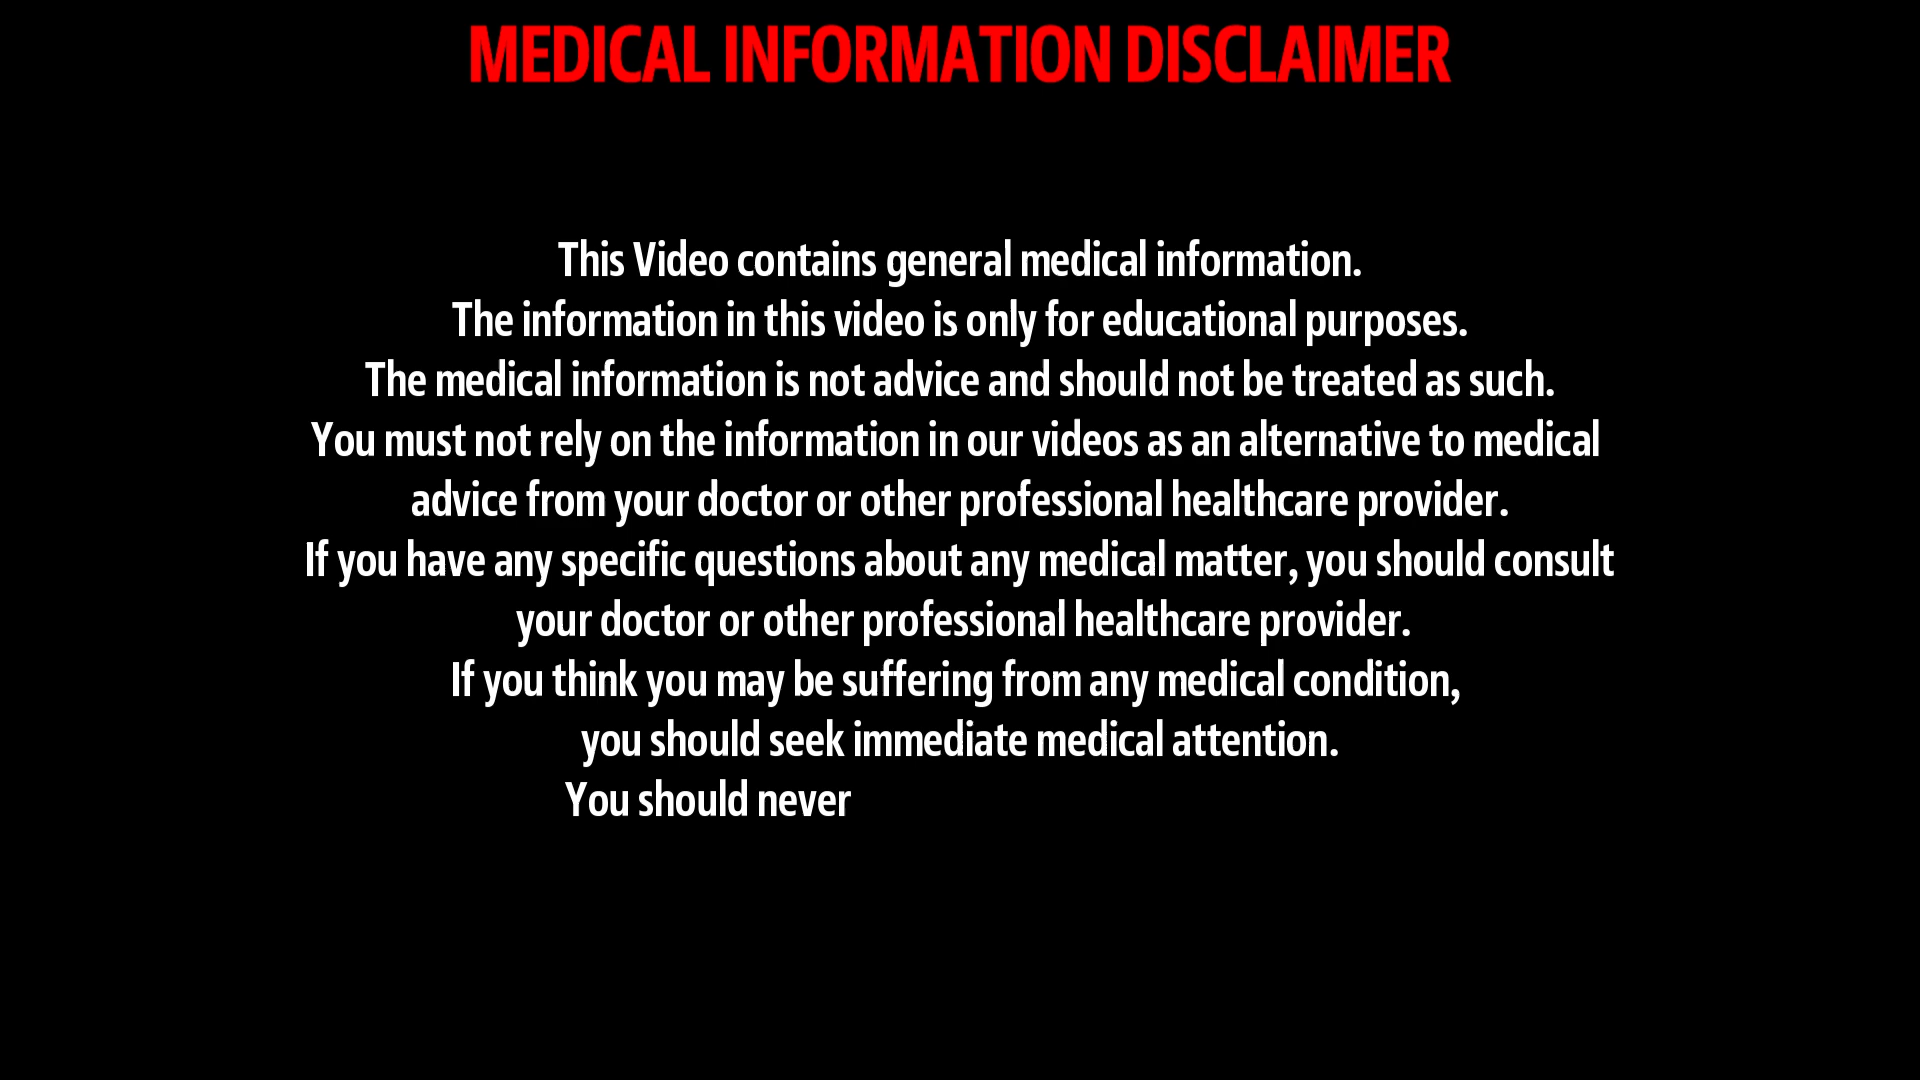 MEDICAL INFORMATION DISCLAIMER
This Video contains general medical information.
The information in this video is only for educational purposes.
The medical information is not advice and should not be treated as such.
You must not rely on the information in our videos as an alternative to medical
advice from your doctor or other professional healthcare provider.
If you have any specific questions about any medical matter, you should consult
your doctor or other professional healthcare provider.
If you think you may be suffering from any medical condition,
you should seek immediate medical attention.
You should never